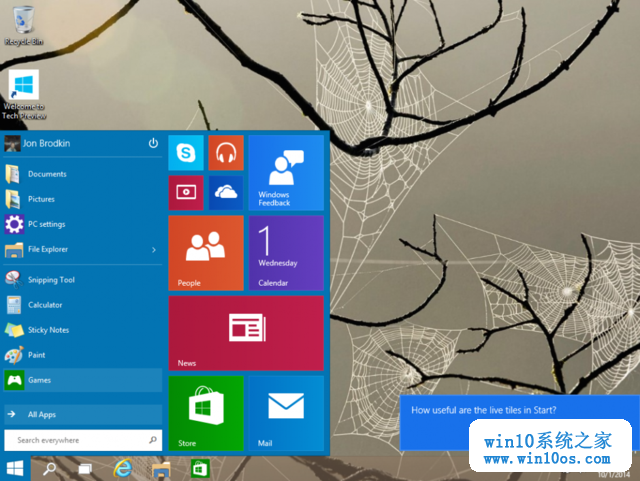 Recycle Bin
Welcome to
Tech Preview
Jon Brodkin
Documents
Pictures
PC settings
File Explorer
Snipping Tool
Calculator
Sticky Notes
Paint
Games
All Apps
Search everywhere
Windows
Feedback
People
1
Wednesday
Calendar
News
Store
Mail
How useful are the live tiles in Start?
win10系统之家
www.win10os.com
10/1/2014